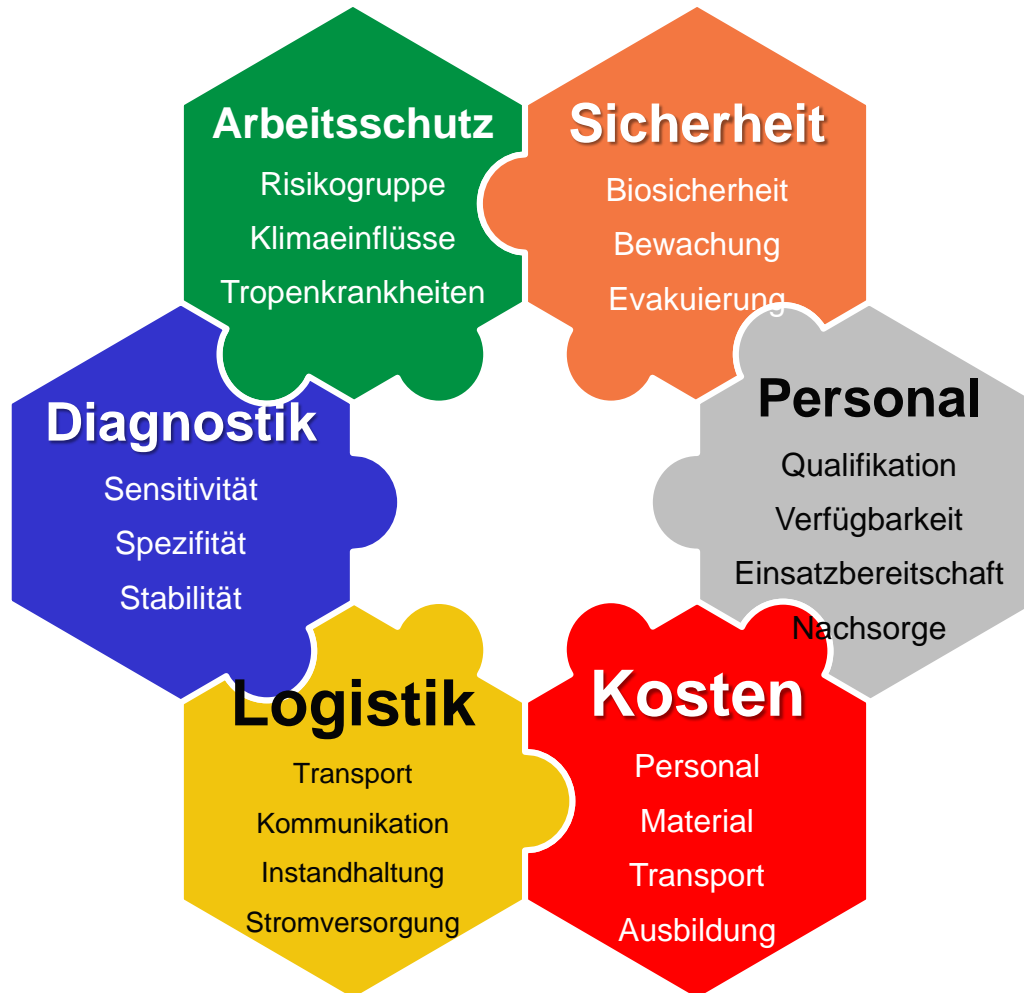 Arbeitsschutz
Risikogruppe
Klimaeinflüsse
Tropenkrankheiten
Sicherheit
Biosicherheit
Bewachung
Evakuierung
Diagnostik
Sensitivität
Spezifität
Stabilität
Personal
Qualifikation
Verfügbarkeit
Einsatzbereitschaft
Nachsorge
Logistik
Transport
Kommunikation
Instandhaltung
Stromversorgung
Kosten
Personal
Material
Transport
Ausbildung